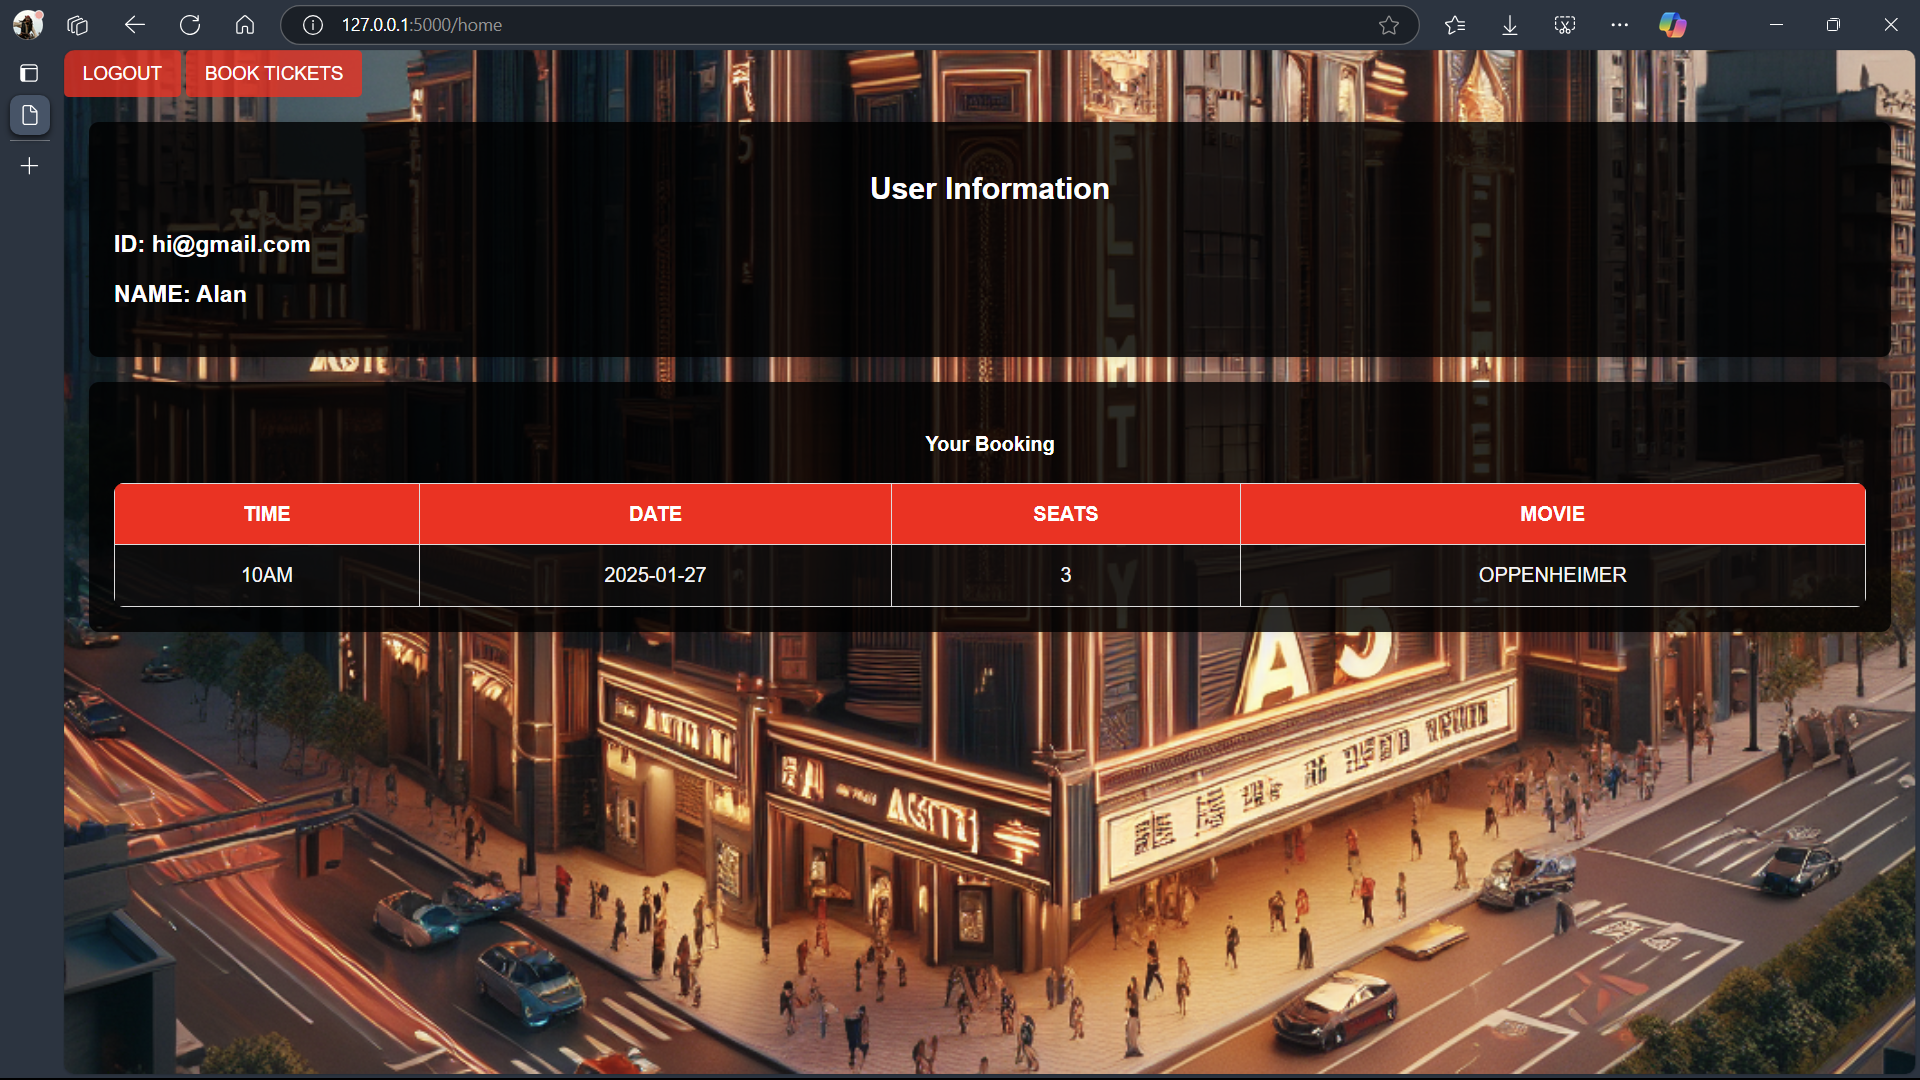 127.0.0.1:5000/home
LOGOUT BOOK TICKETS
User Information
ID: hi@gmail.com
NAME: Alan
Your Booking
TIME DATE SEATS MOVIE
10AM 2025-01-27 3 OPPENHEIMER
A5